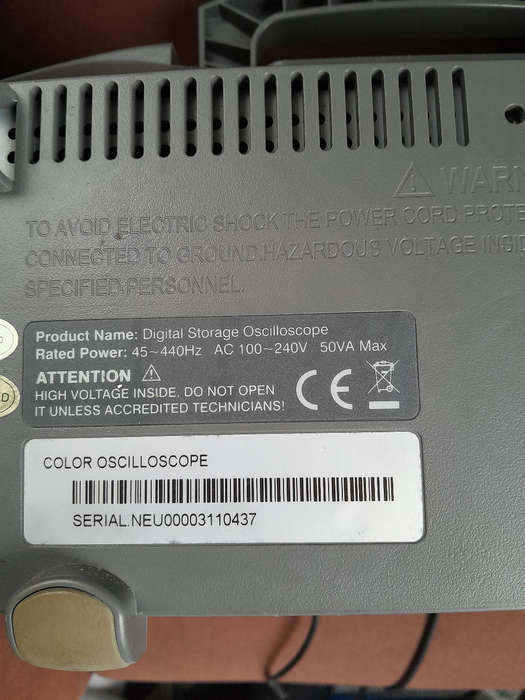 WARN
TO AVOID ELECTRIC SHOCK THE POWER CORD PROTE
CONNECTED TO GROUND.HAZARDOUS VOLTAGE INSID
SPECIFIED PERSONNEL.
Product Name: Digital Storage Oscilloscope
Rated Power: 45~440Hz AC 100~240V 50VA Max
ATTENTION
HIGH VOLTAGE INSIDE. DO NOT OPEN
IT UNLESS ACCREDITED TECHNICIANS!
CE
COLOR OSCILLOSCOPE
SERIAL.NEU00003110437